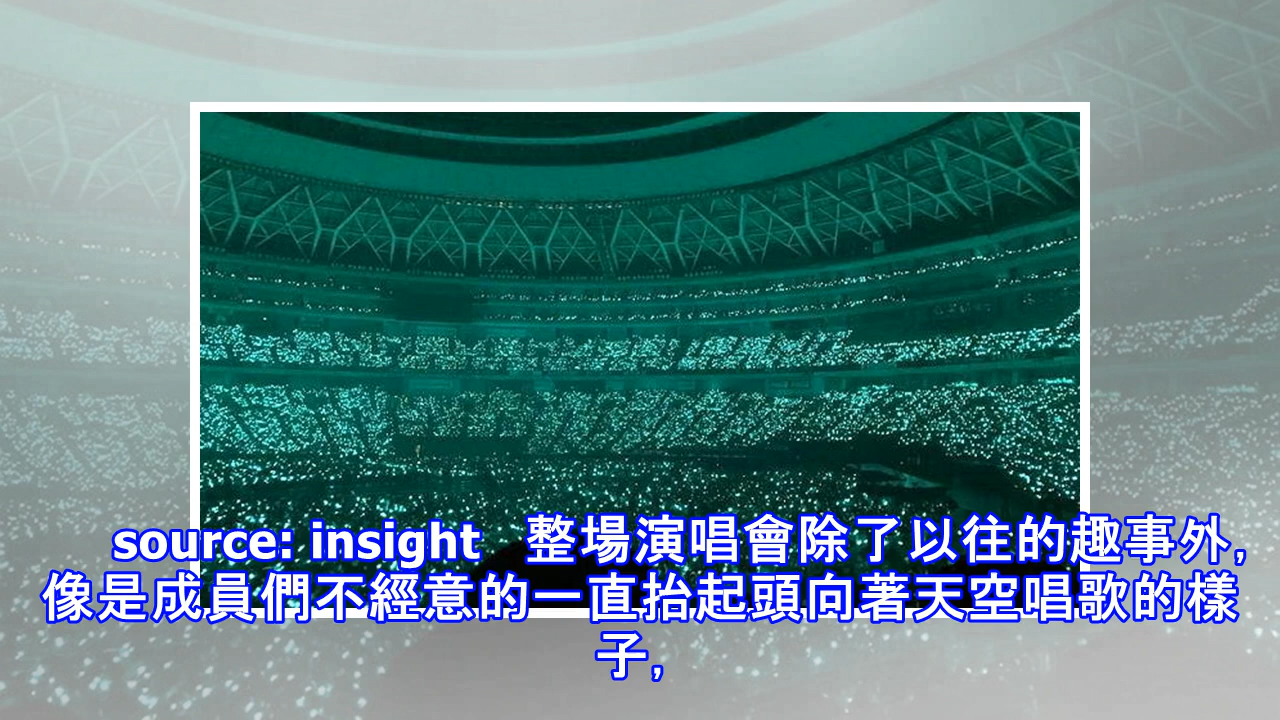 source: insight 整場演唱會除了以往的趣事外,
像是成員們不經意的一直抬起頭向著天空唱歌的樣
子,